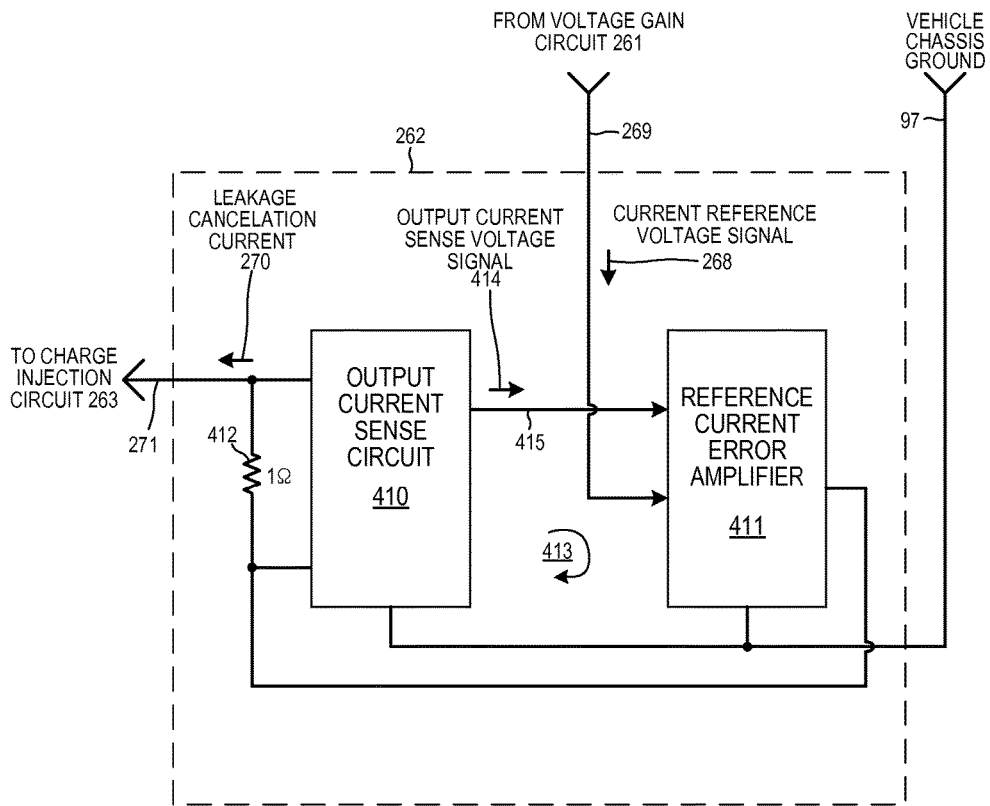 FROM VOLTAGE GAIN
CIRCUIT 261
VEHICLE
CHASSIS
GROUND
269
97
262
LEAKAGE
CANCELATION
CURRENT
270
OUTPUT CURRENT
SENSE VOLTAGE
SIGNAL
414
CURRENT REFERENCE
VOLTAGE SIGNAL
268
TO CHARGE
INJECTION
CIRCUIT 263
271
412
1Ω
OUTPUT
CURRENT
SENSE
CIRCUIT
410
415
REFERENCE
CURRENT
ERROR
AMPLIFIER
411
413